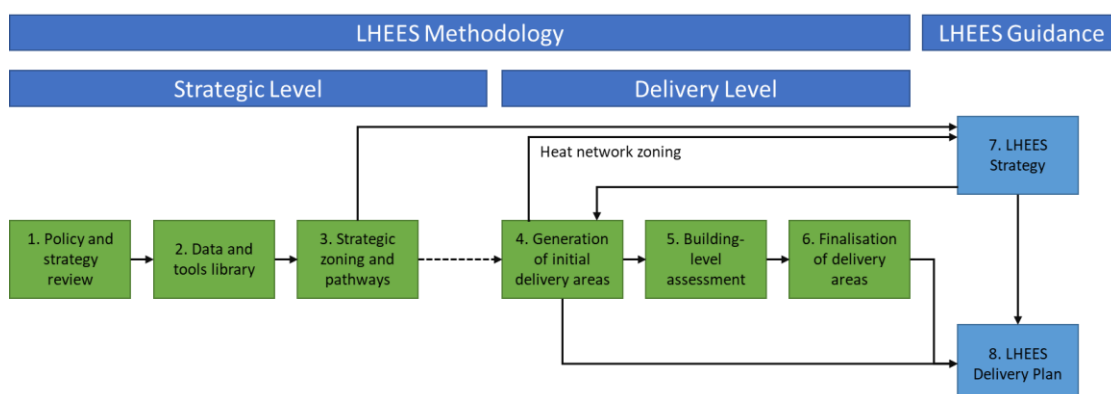 LHEES Methodology
LHEES Guidance
Strategic Level
Delivery Level
Heat network zoning
7. LHEES
Strategy
1. Policy and
strategy
review
2. Data and
tools library
3. Strategic
zoning and
pathways
4. Generation
of initial
delivery areas
5. Building-
level
assessment
6. Finalisation
of delivery
areas
8. LHEES
Delivery Plan